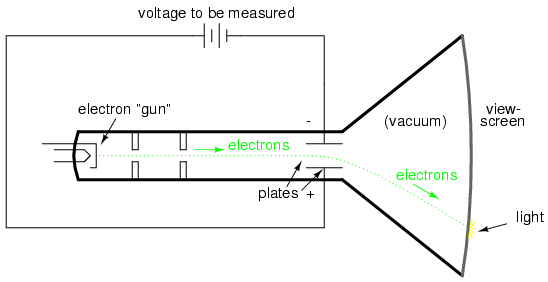 voltage to be measured
electron "gun"
-
(vacuum)
view-
screen
electrons
electrons
plates +
light